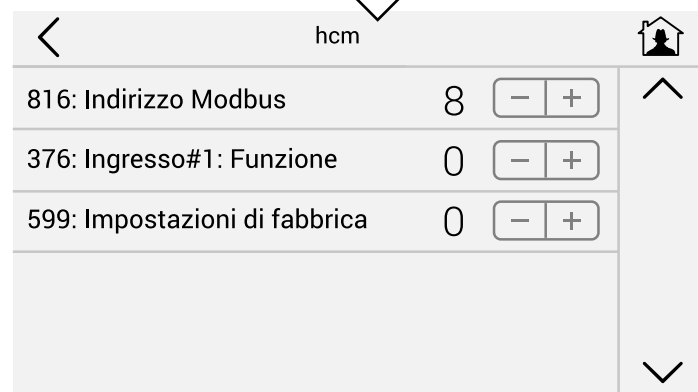 hcm
816: Indirizzo Modbus 8 − +
376: Ingresso#1: Funzione 0 − +
599: Impostazioni di fabbrica 0 − +